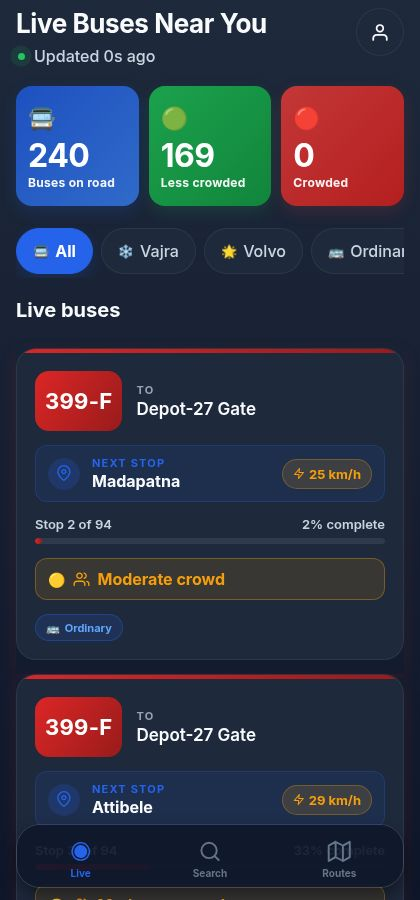 Live Buses Near You
Updated 0s ago
240
Buses on road
169
Less crowded
0
Crowded
All
Vajra
Volvo
Ordinar
Live buses
399-F
TO
Depot-27 Gate
NEXT STOP
Madapatna
25 km/h
Stop 2 of 94
2% complete
Moderate crowd
Ordinary
399-F
TO
Depot-27 Gate
NEXT STOP
Attibele
29 km/h
Stop of 94
33% complete
Live
Search
Routes